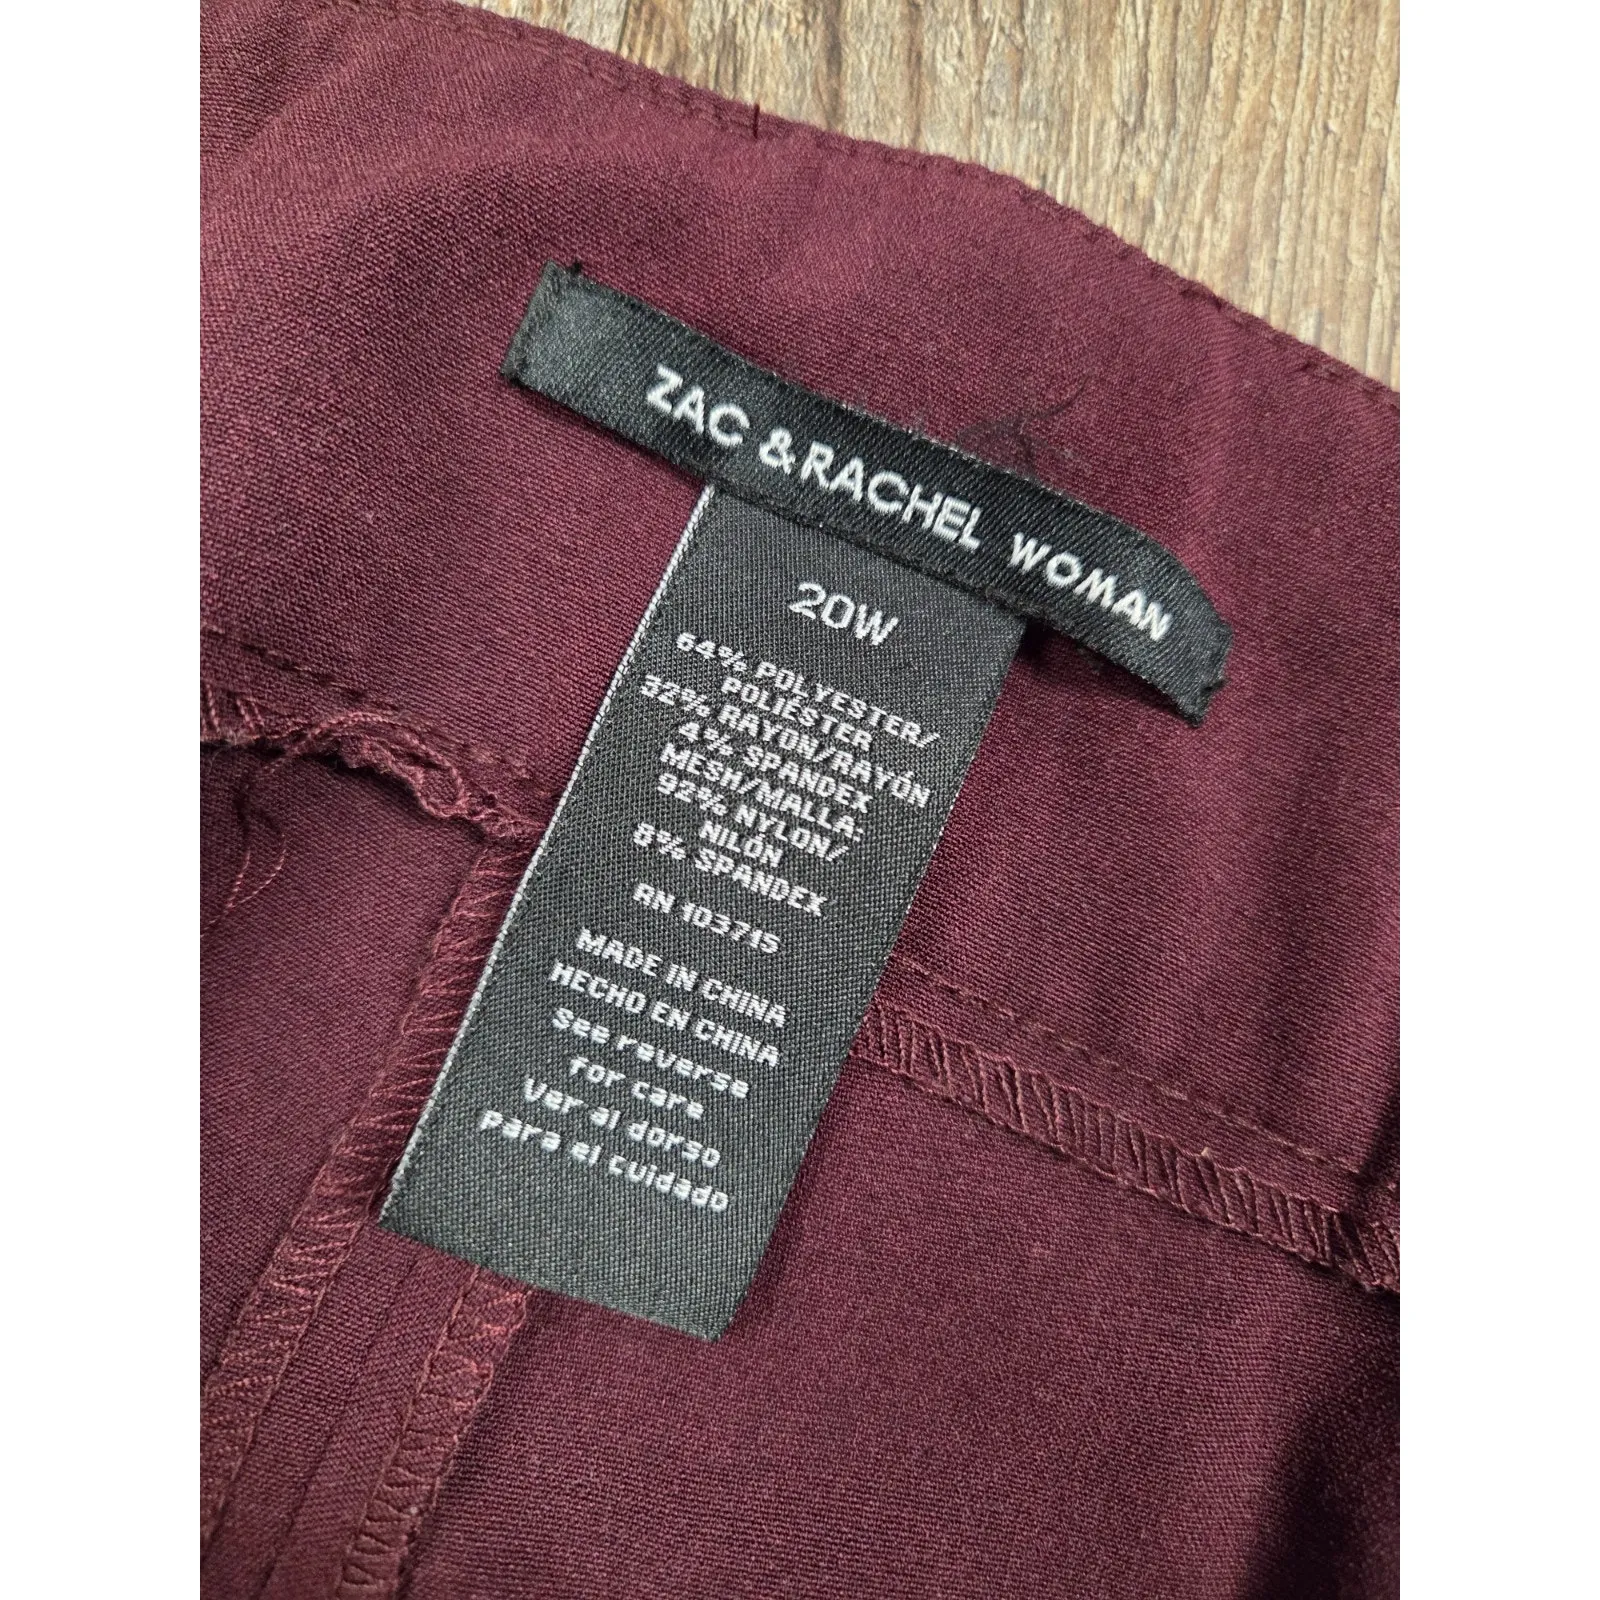 ZAC & RACHEL WOMAN
20W
64% POLYESTER/
POLIÉSTER
32% RAYON/RAYÓN
4% SPANDEX
MESH/MALLA:
92% NYLON/
NILÓN
8% SPANDEX
RN 103715
MADE IN CHINA
HECHO EN CHINA
See reverse
for care
Ver al dorso
para el cuidado